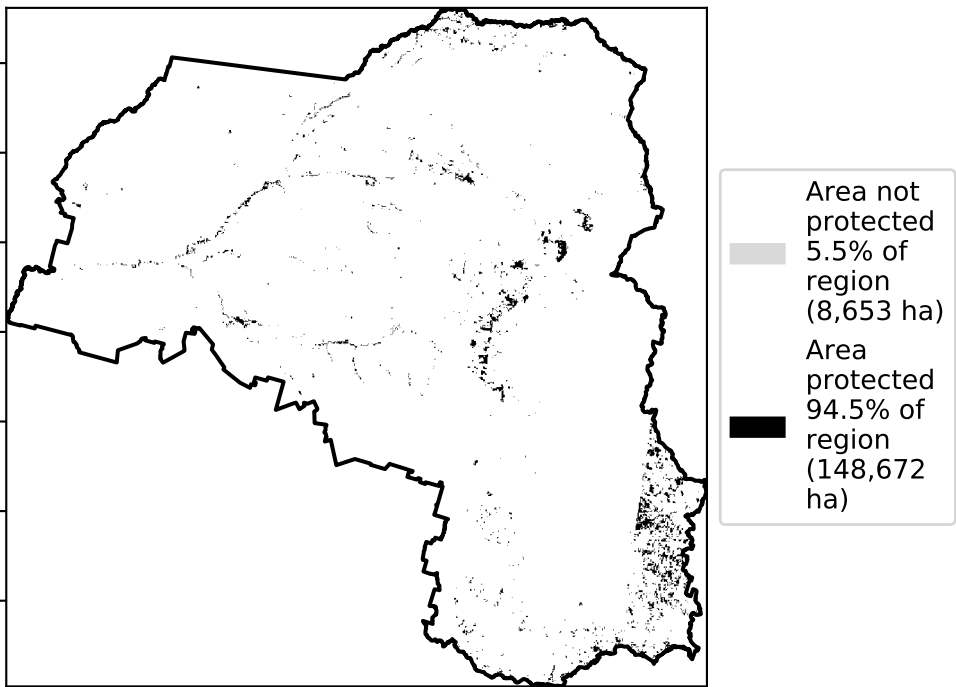 Area not
protected
5.5% of
region
(8,653 ha)
Area
protected
94.5% of
region
(148,672
ha)